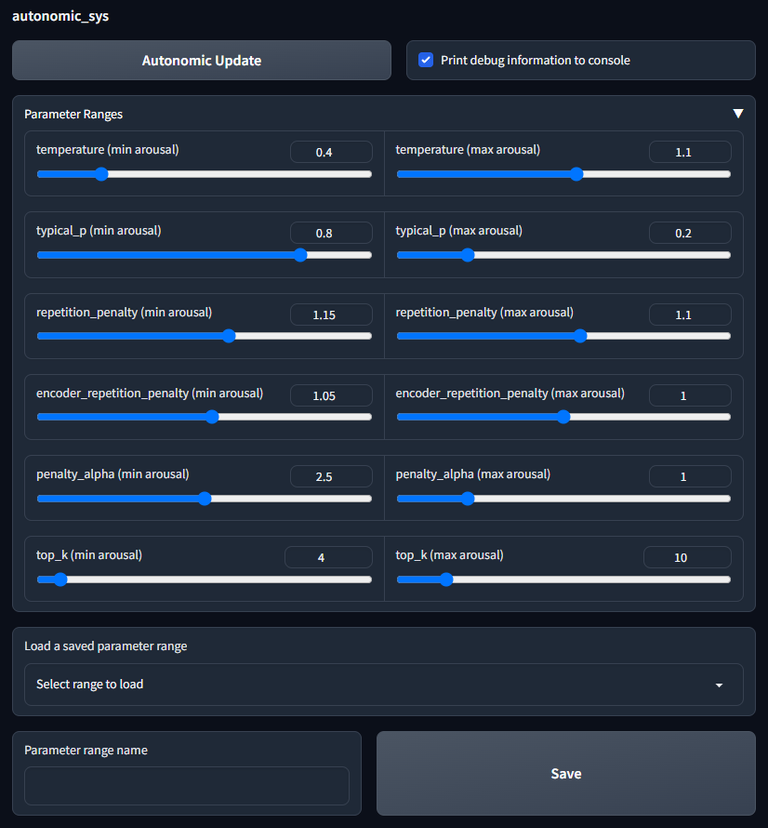 autonomic_sys
Autonomic Update
Print debug information to console
Parameter Ranges ▼
temperature (min arousal) 0.4 temperature (max arousal) 1.1
typical_p (min arousal) 0.8 typical_p (max arousal) 0.2
repetition_penalty (min arousal) 1.15 repetition_penalty (max arousal) 1.1
encoder_repetition_penalty (min arousal) 1.05 encoder_repetition_penalty (max arousal) 1
penalty_alpha (min arousal) 2.5 penalty_alpha (max arousal) 1
top_k (min arousal) 4 top_k (max arousal) 10
Load a saved parameter range
Select range to load
Parameter range name
Save